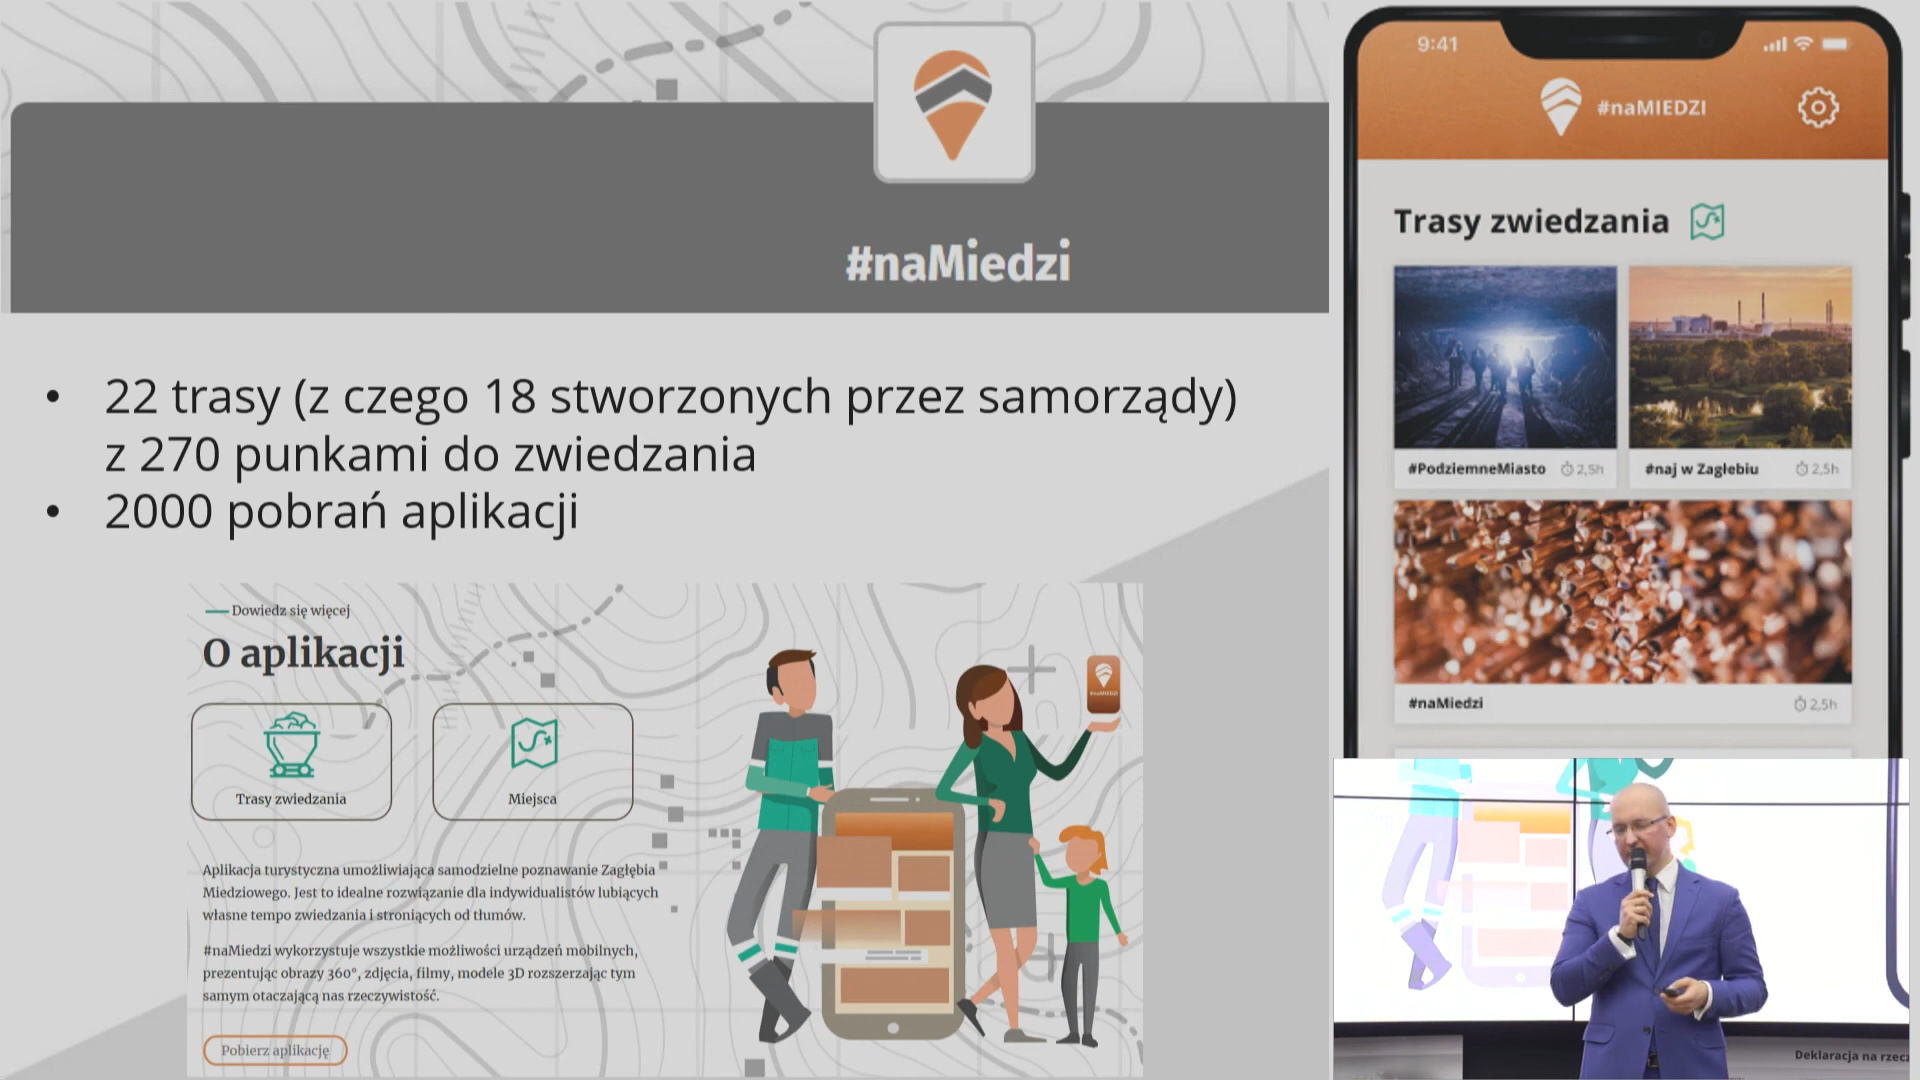 #naMiedzi
• 22 trasy (z czego 18 stworzonych przez samorządy)
z 270 punkami do zwiedzania
• 2000 pobrań aplikacji
Dowiedz się więcej
O aplikacji
Trasy zwiedzania
Miejsca
Aplikacja turystyczna umożliwiająca samodzielne poznawanie Zagłębia
Miedziowego. Jest to idealne rozwiązanie dla indywidualistów lubiących
własne tempo zwiedzania i stroniących od tłumów.
#naMiedzi wykorzystuje wszystkie możliwości urządzeń mobilnych,
prezentując obrazy 360°, zdjęcia, filmy, modele 3D rozszerzając tym
samym otaczającą nas rzeczywistość.
Pobierz aplikację
#naMIEDZI
9:41
#naMIEDZI
Trasy zwiedzania
#PodziemneMiasto 2,5h
#naj w Zagłebiu 2,5h
#naMiedzi 2,5h
Deklaracja na rzecz